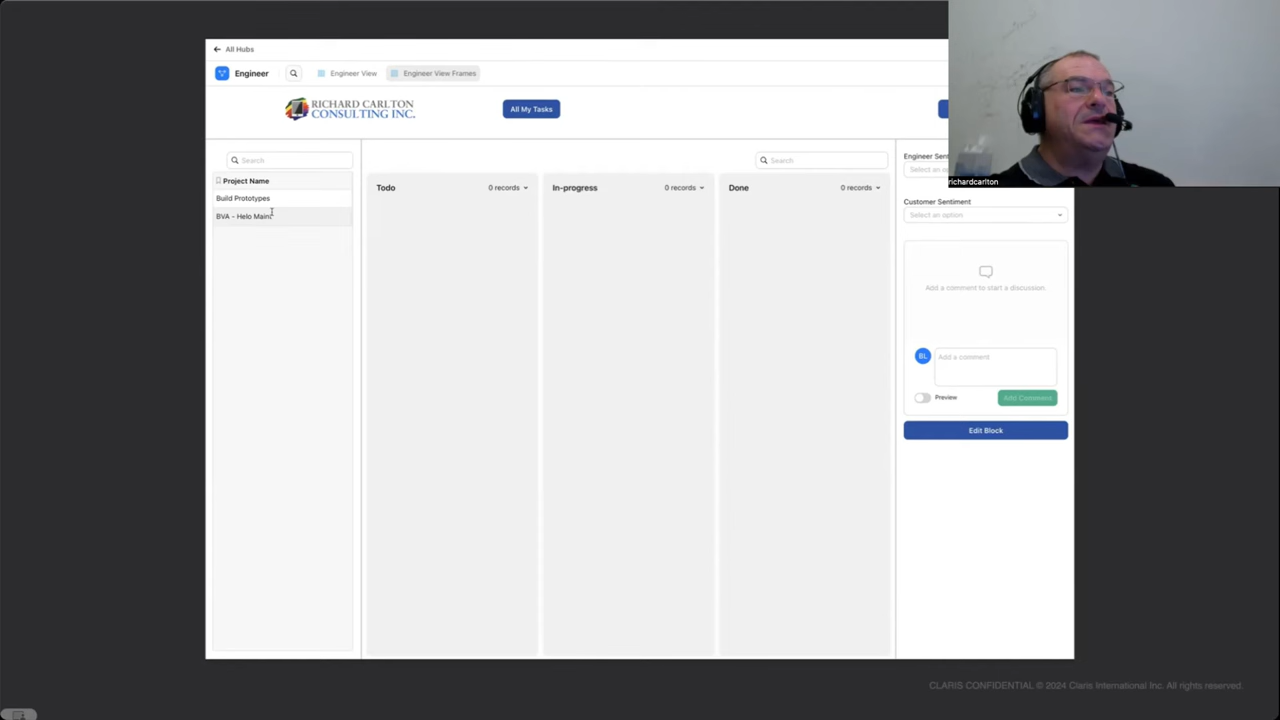 All Hubs
Engineer
Engineer View
Engineer View Frames
RICHARD CARLTON
CONSULTING INC.
All My Tasks
Search
Project Name
Build Prototypes
BVA - Helo Maint
Search
Todo
0 records
In-progress
0 records
Done
0 records
richardcarlton
Engineer Sen
Select an
Customer Sentiment
Select an option
Add a comment to start a discussion.
BL
Add a comment
Preview
Add Comment
Edit Block
CLARIS CONFIDENTIAL © 2024 Claris International Inc. All rights reserved.